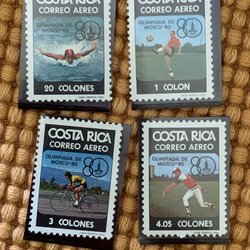 COSTA RICA
CORREO AEREO
OLIMPIADA DE
MOSCU-80
20 COLONES
COSTA RICA
CORREO AEREO
OLIMPIADA DE
MOSCU-80
1 COLON
COSTA RICA
CORREO AEREO
OLIMPIADA DE
MOSCU-80
3 COLONES
COSTA RICA
CORREO AEREO
OLIMPIADA DE
MOSCU-80
4.05 COLONES